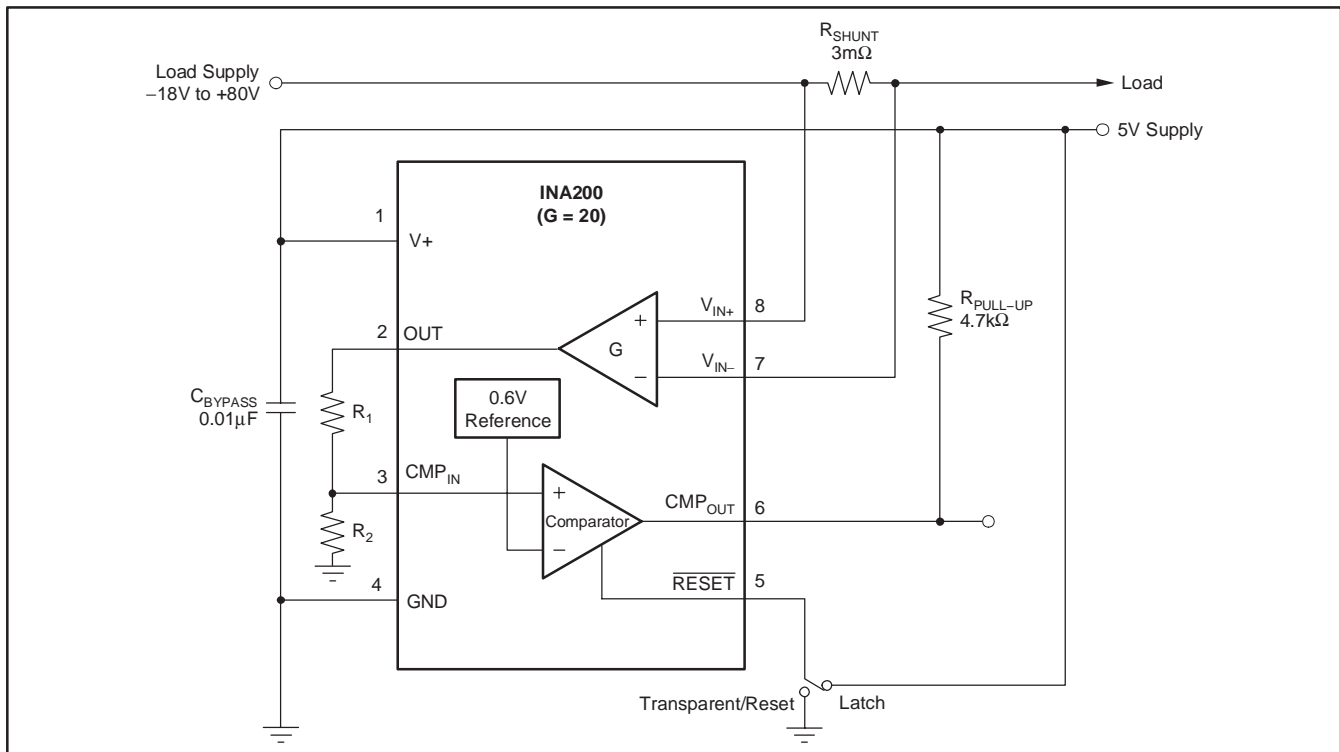 R_SHUNT
3mΩ
Load Supply
−18V to +80V
Load
5V Supply
INA200
(G = 20)
1
V+
V_IN+
8
R_PULL−UP
4.7kΩ
2
OUT
+
G
−
V_IN−
7
0.6V
Reference
C_BYPASS
0.01μF
R_1
3
CMP_IN
+
Comparator
−
CMP_OUT
6
R_2
RESET
5
4
GND
Transparent/Reset
Latch